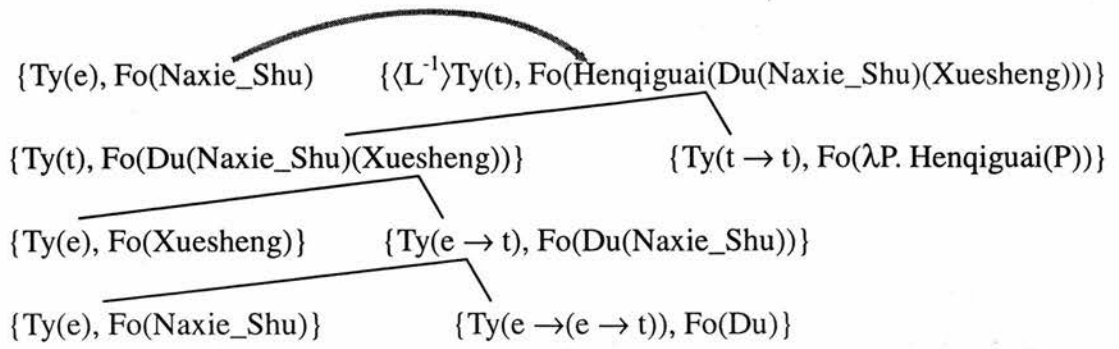 {Ty(e), Fo(Naxie_Shu) {⟨L⁻¹⟩Ty(t), Fo(Henqiguai(Du(Naxie_Shu)(Xuesheng)))}
{Ty(t), Fo(Du(Naxie_Shu)(Xuesheng))} {Ty(t → t), Fo(λP. Henqiguai(P))}
{Ty(e), Fo(Xuesheng)} {Ty(e → t), Fo(Du(Naxie_Shu))}
{Ty(e), Fo(Naxie_Shu)} {Ty(e →(e → t)), Fo(Du)}